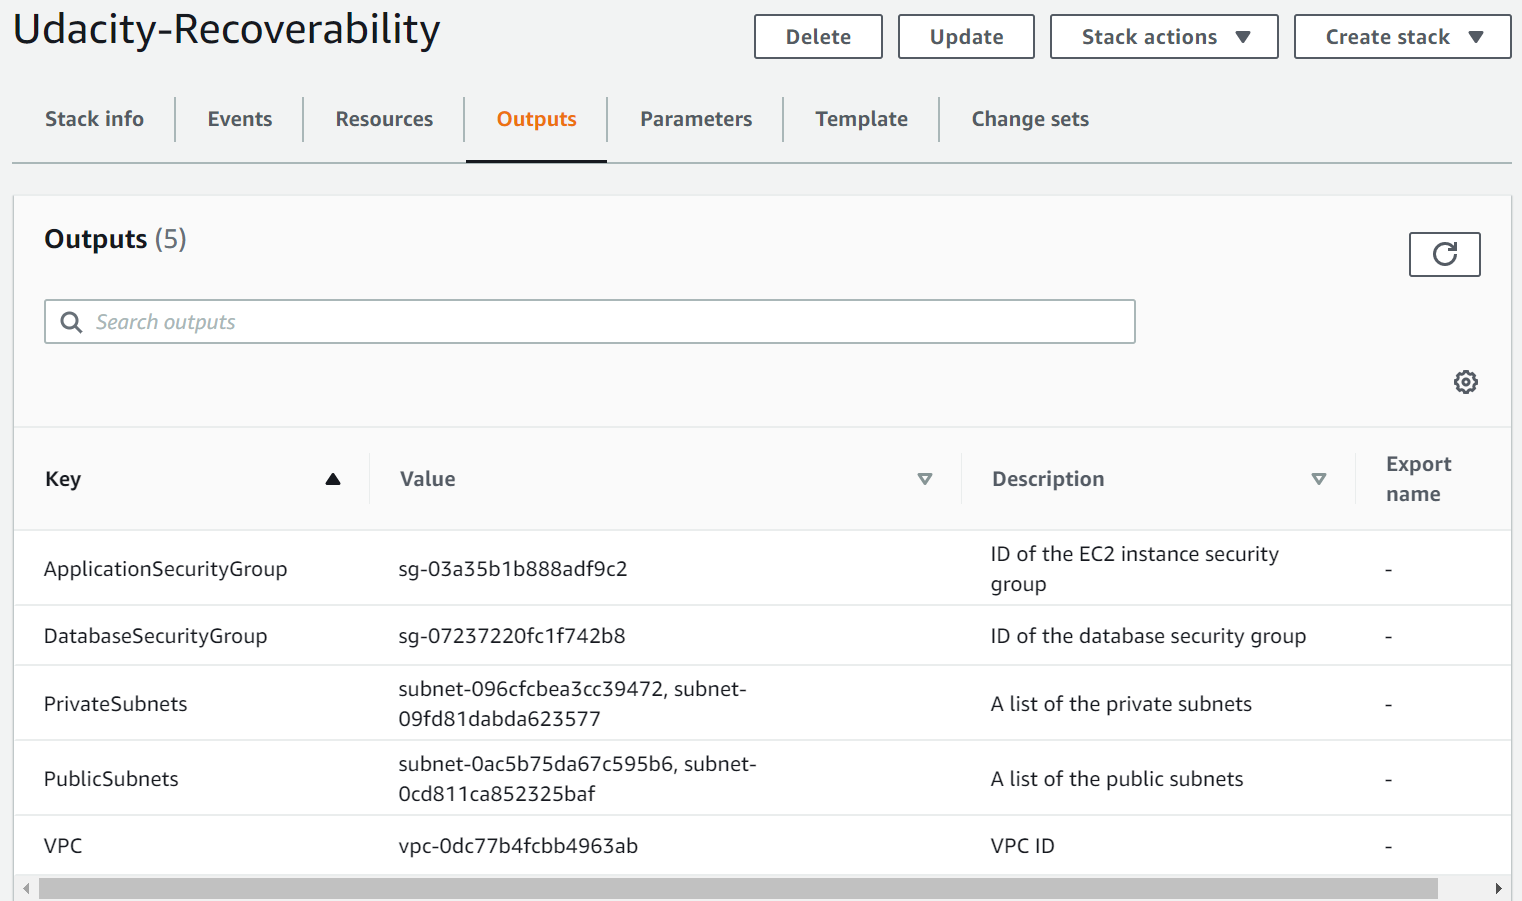 Udacity-Recoverability
Delete
Update
Stack actions
Create stack
Stack info
Events
Resources
Outputs
Parameters
Template
Change sets
Outputs (5)
Search outputs
Key
Value
Description
Export
name
ApplicationSecurityGroup
sg-03a35b1b888adf9c2
ID of the EC2 instance security
group
-
DatabaseSecurityGroup
sg-07237220fc1f742b8
ID of the database security group
-
PrivateSubnets
subnet-096cfcbea3cc39472, subnet-
09fd81dabda623577
A list of the private subnets
-
PublicSubnets
subnet-0ac5b75da67c595b6, subnet-
0cd811ca852325baf
A list of the public subnets
-
VPC
vpc-0dc77b4fcbb4963ab
VPC ID
-